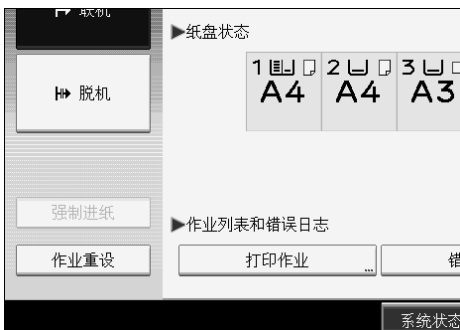 联机
▶纸盘状态
1 2 3
A4 A4 A3
脱机
强制进纸
▶作业列表和错误日志
作业重设
打印作业 ...
错
系统状态